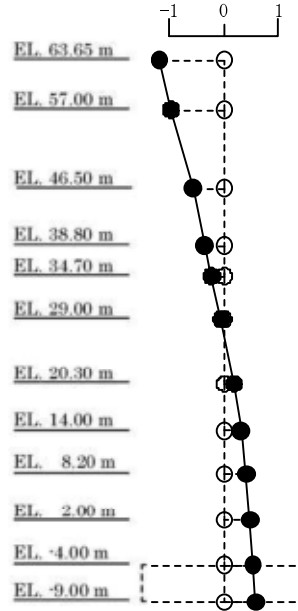 −1 0 1
EL. 63.65 m
EL. 57.00 m
EL. 46.50 m
EL. 38.80 m
EL. 34.70 m
EL. 29.00 m
EL. 20.30 m
EL. 14.00 m
EL. 8.20 m
EL. 2.00 m
EL. -4.00 m
EL. -9.00 m